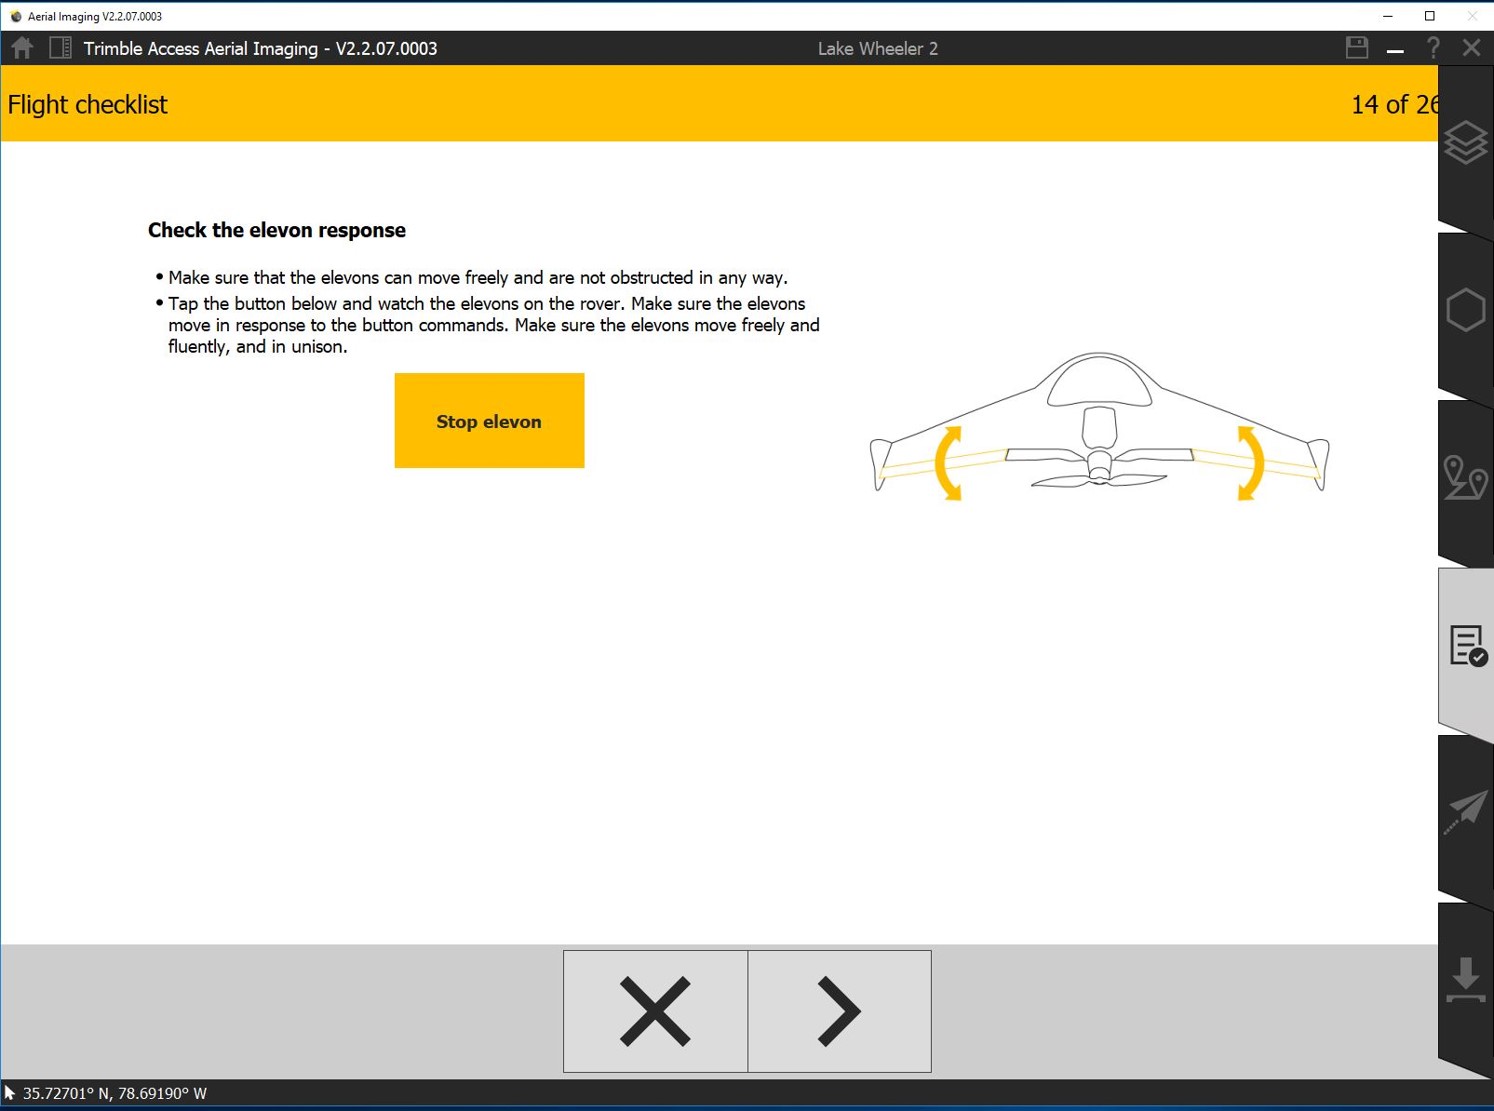 Aerial Imaging V2.2.07.0003
Trimble Access Aerial Imaging - V2.2.07.0003
Lake Wheeler 2
?
Flight checklist
14 of 26
Check the elevon response
• Make sure that the elevons can move freely and are not obstructed in any way.
• Tap the button below and watch the elevons on the rover. Make sure the elevons
move in response to the button commands. Make sure the elevons move freely and
fluently, and in unison.
Stop elevon
35.72701° N, 78.69190° W